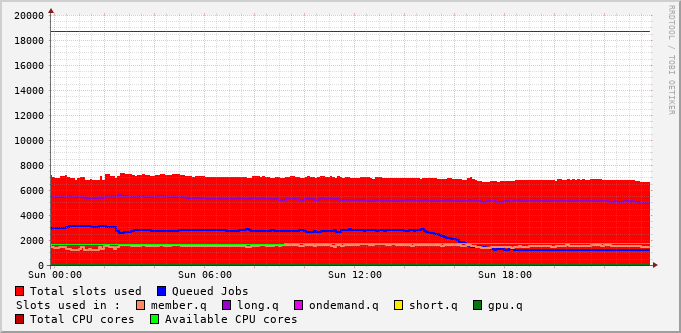 20000
18000
16000
14000
12000
10000
8000
6000
4000
2000
0
Sun 00:00 Sun 06:00 Sun 12:00 Sun 18:00
Total slots used Queued Jobs
Slots used in : member.q long.q ondemand.q short.q gpu.q
Total CPU cores Available CPU cores
RRDTOOL / TOBI OETIKER